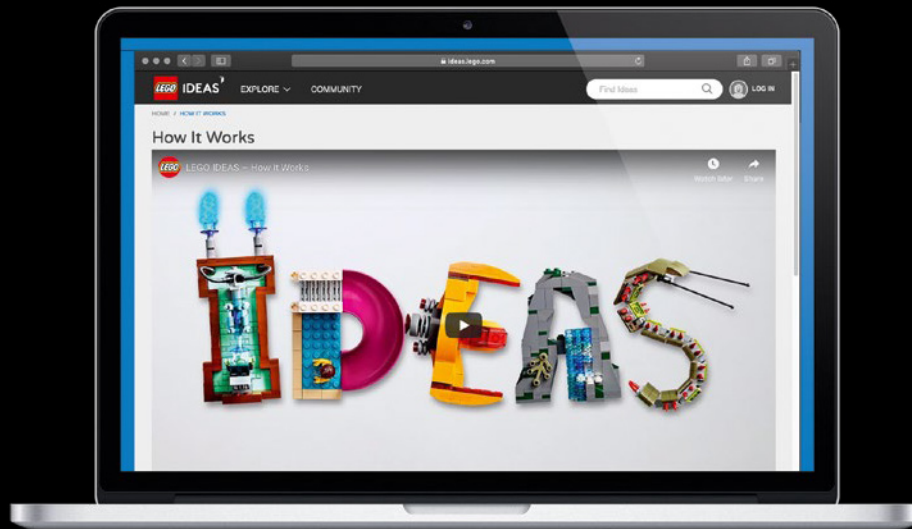 ideas.lego.com
LEGO IDEAS EXPLORE COMMUNITY Find Ideas LOG IN
HOME / HOW IT WORKS
How It Works
LEGO LEGO IDEAS – How It Works
Watch later Share
IDEAS